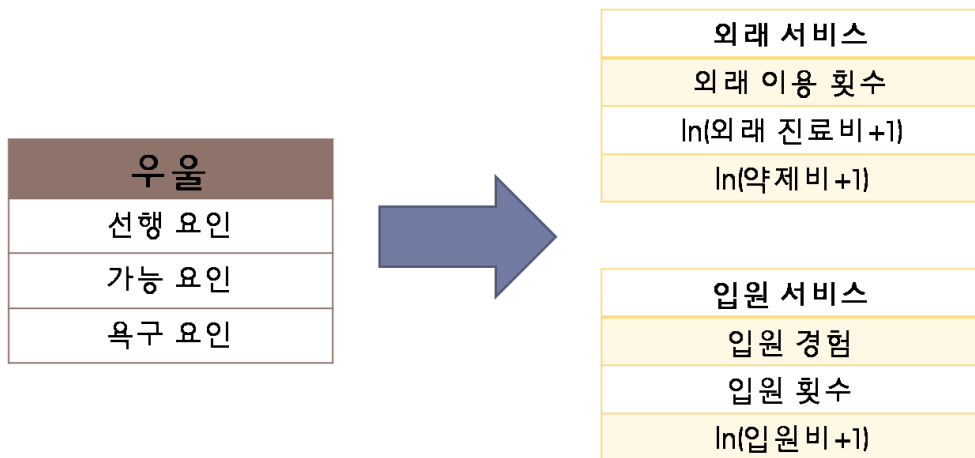 우울
선행 요인
가능 요인
욕구 요인
외래 서비스
외래 이용 횟수
ln(외래 진료비+1)
ln(약제비+1)
입원 서비스
입원 경험
입원 횟수
ln(입원비+1)